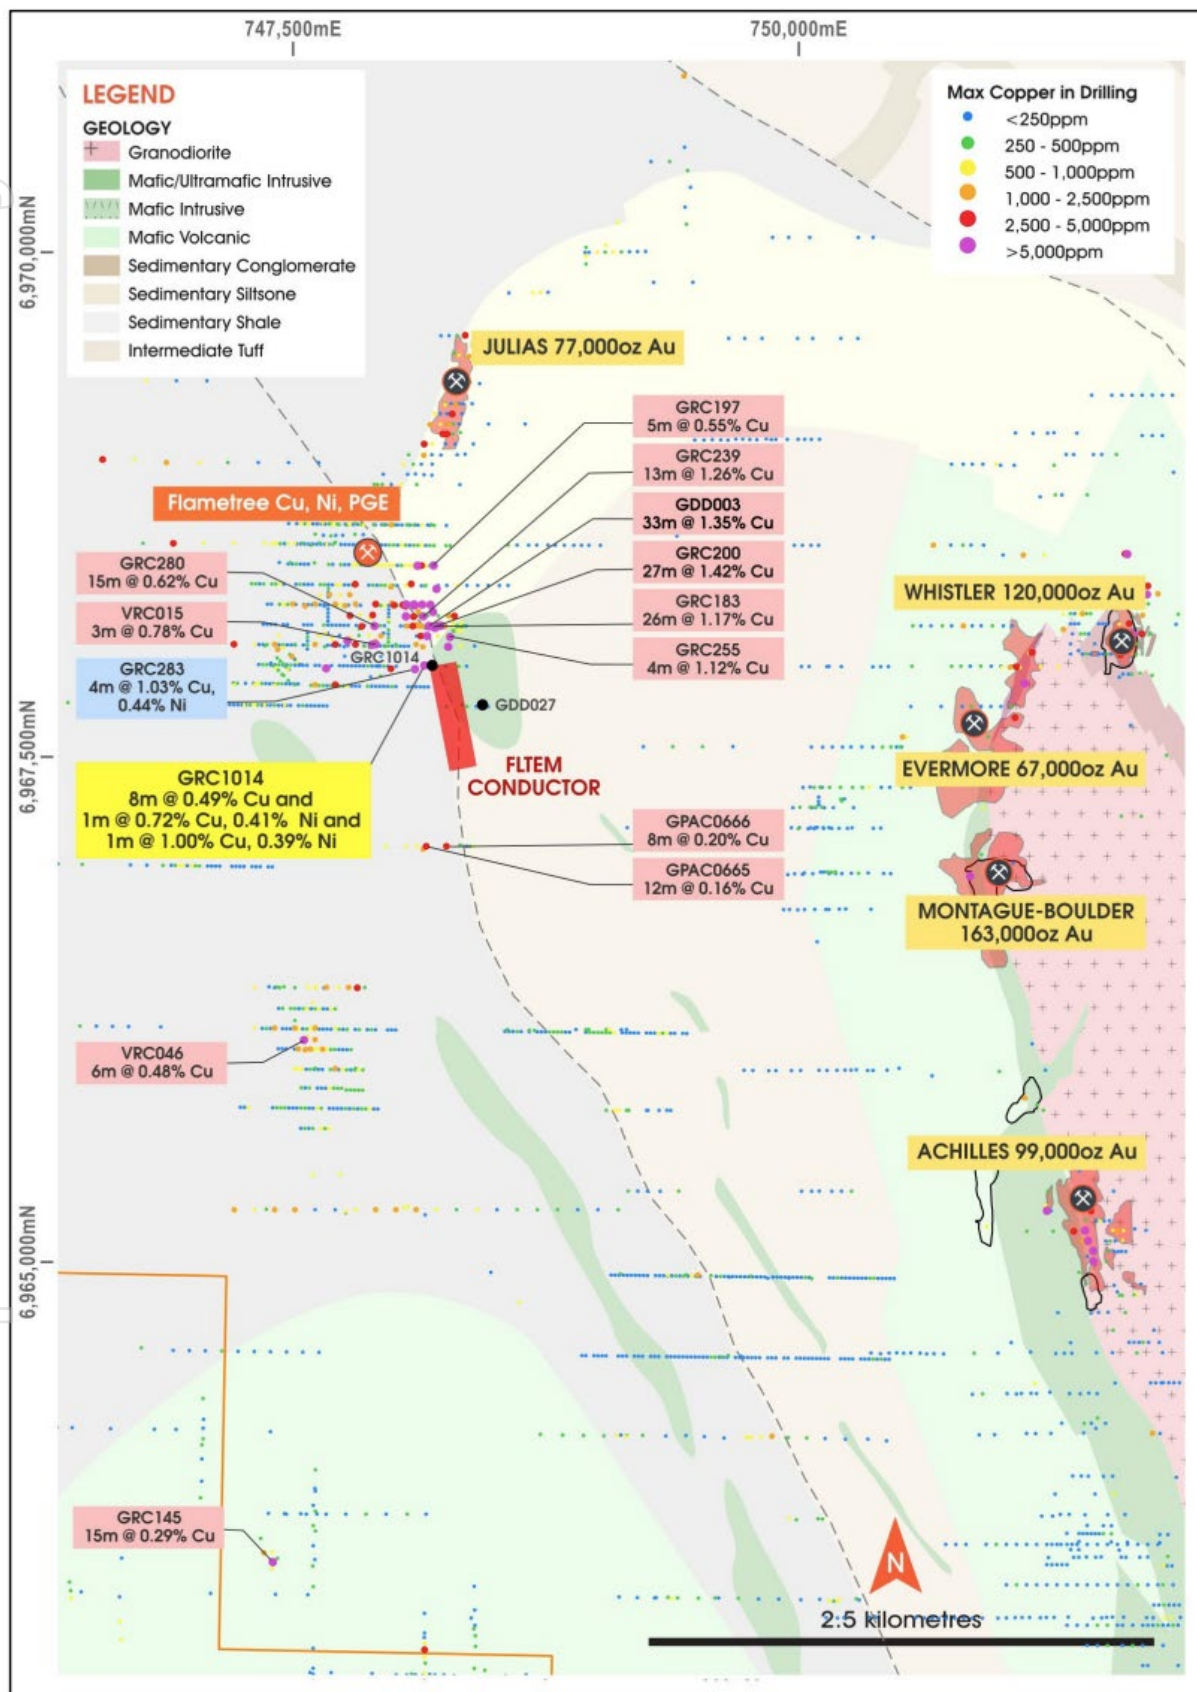 747,500mE
750,000mE
LEGEND
GEOLOGY
Granodiorite
Mafic/Ultramafic Intrusive
Mafic Intrusive
Mafic Volcanic
Sedimentary Conglomerate
Sedimentary Siltsone
Sedimentary Shale
Intermediate Tuff
Max Copper in Drilling
<250ppm
250 - 500ppm
500 - 1,000ppm
1,000 - 2,500ppm
2,500 - 5,000ppm
>5,000ppm
6,970,000mN
JULIAS 77,000oz Au
GRC197
5m @ 0.55% Cu
GRC239
13m @ 1.26% Cu
Flametree Cu, Ni, PGE
GDD003
33m @ 1.35% Cu
GRC200
27m @ 1.42% Cu
GRC280
15m @ 0.62% Cu
WHISTLER 120,000oz Au
GRC183
26m @ 1.17% Cu
VRC015
3m @ 0.78% Cu
GRC255
4m @ 1.12% Cu
GRC1014
GRC283
4m @ 1.03% Cu,
0.44% Ni
GDD027
6,967,500mN
FLTEM
CONDUCTOR
EVERMORE 67,000oz Au
GRC1014
8m @ 0.49% Cu and
1m @ 0.72% Cu, 0.41% Ni and
1m @ 1.00% Cu, 0.39% Ni
GPAC0666
8m @ 0.20% Cu
GPAC0665
12m @ 0.16% Cu
MONTAGUE-BOULDER
163,000oz Au
VRC046
6m @ 0.48% Cu
ACHILLES 99,000oz Au
6,965,000mN
GRC145
15m @ 0.29% Cu
N
2.5 kilometres